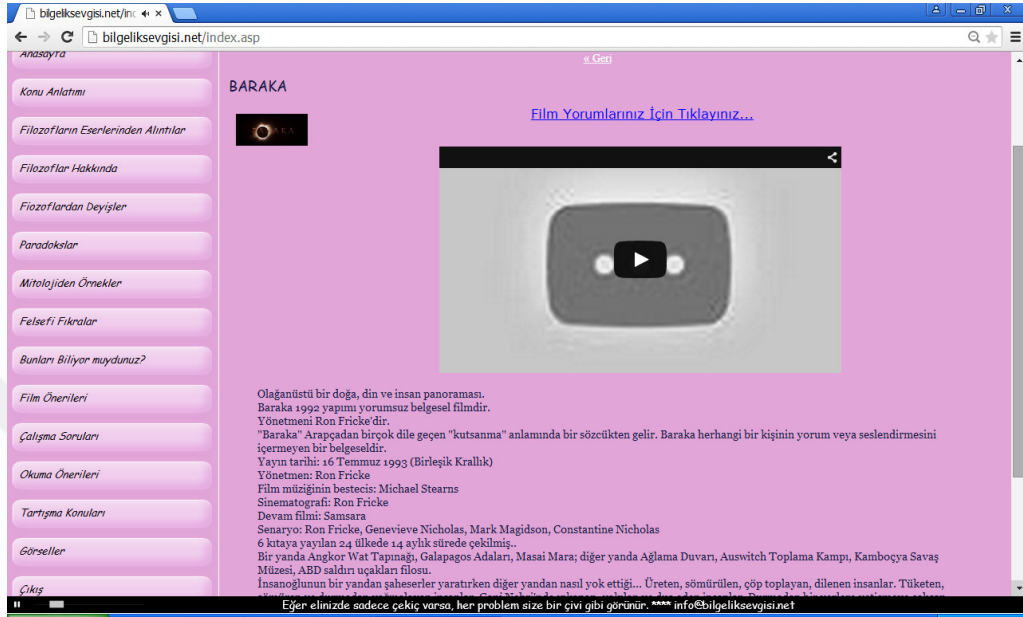 bilgeliksevgisi.net/inc
bilgeliksevgisi.net/index.asp
Anasayfa
Konu Anlatımı
Filozofların Eserlerinden Alıntılar
Filozoflar Hakkında
Fiozoflardan Deyişler
Paradokslar
Mitolojiden Örnekler
Felsefi Fıkralar
Bunları Biliyor muydunuz?
Film Önerileri
Çalışma Soruları
Okuma Önerileri
Tartışma Konuları
Görseller
Çıkış
« Geri
BARAKA
BARAKA
Film Yorumlarınız İçin Tıklayınız...
Olağanüstü bir doğa, din ve insan panoraması.
Baraka 1992 yapımı yorumsuz belgesel filmdir.
Yönetmeni Ron Fricke'dir.
"Baraka" Arapçadan birçok dile geçen "kutsanma" anlamında bir sözcükten gelir. Baraka herhangi bir kişinin yorum veya seslendirmesini
içermeyen bir belgeseldir.
Yayın tarihi: 16 Temmuz 1993 (Birleşik Krallık)
Yönetmen: Ron Fricke
Film müziğinin bestecis: Michael Stearns
Sinematografi: Ron Fricke
Devam filmi: Samsara
Senaryo: Ron Fricke, Genevieve Nicholas, Mark Magidson, Constantine Nicholas
6 kıtaya yayılan 24 ülkede 14 aylık sürede çekilmiş..
Bir yanda Angkor Wat Tapınağı, Galapagos Adaları, Masai Mara; diğer yanda Ağlama Duvarı, Auswitch Toplama Kampı, Kamboçya Savaş
Müzesi, ABD saldırı uçakları filosu.
İnsanoğlunun bir yandan şaheserler yaratırken diğer yandan nasıl yok ettiği... Üreten, sömürülen, çöp toplayan, dilenen insanlar. Tüketen,
Eğer elinizde sadece çekiç varsa, her problem size bir çivi gibi görünür. **** info@bilgeliksevgisi.net